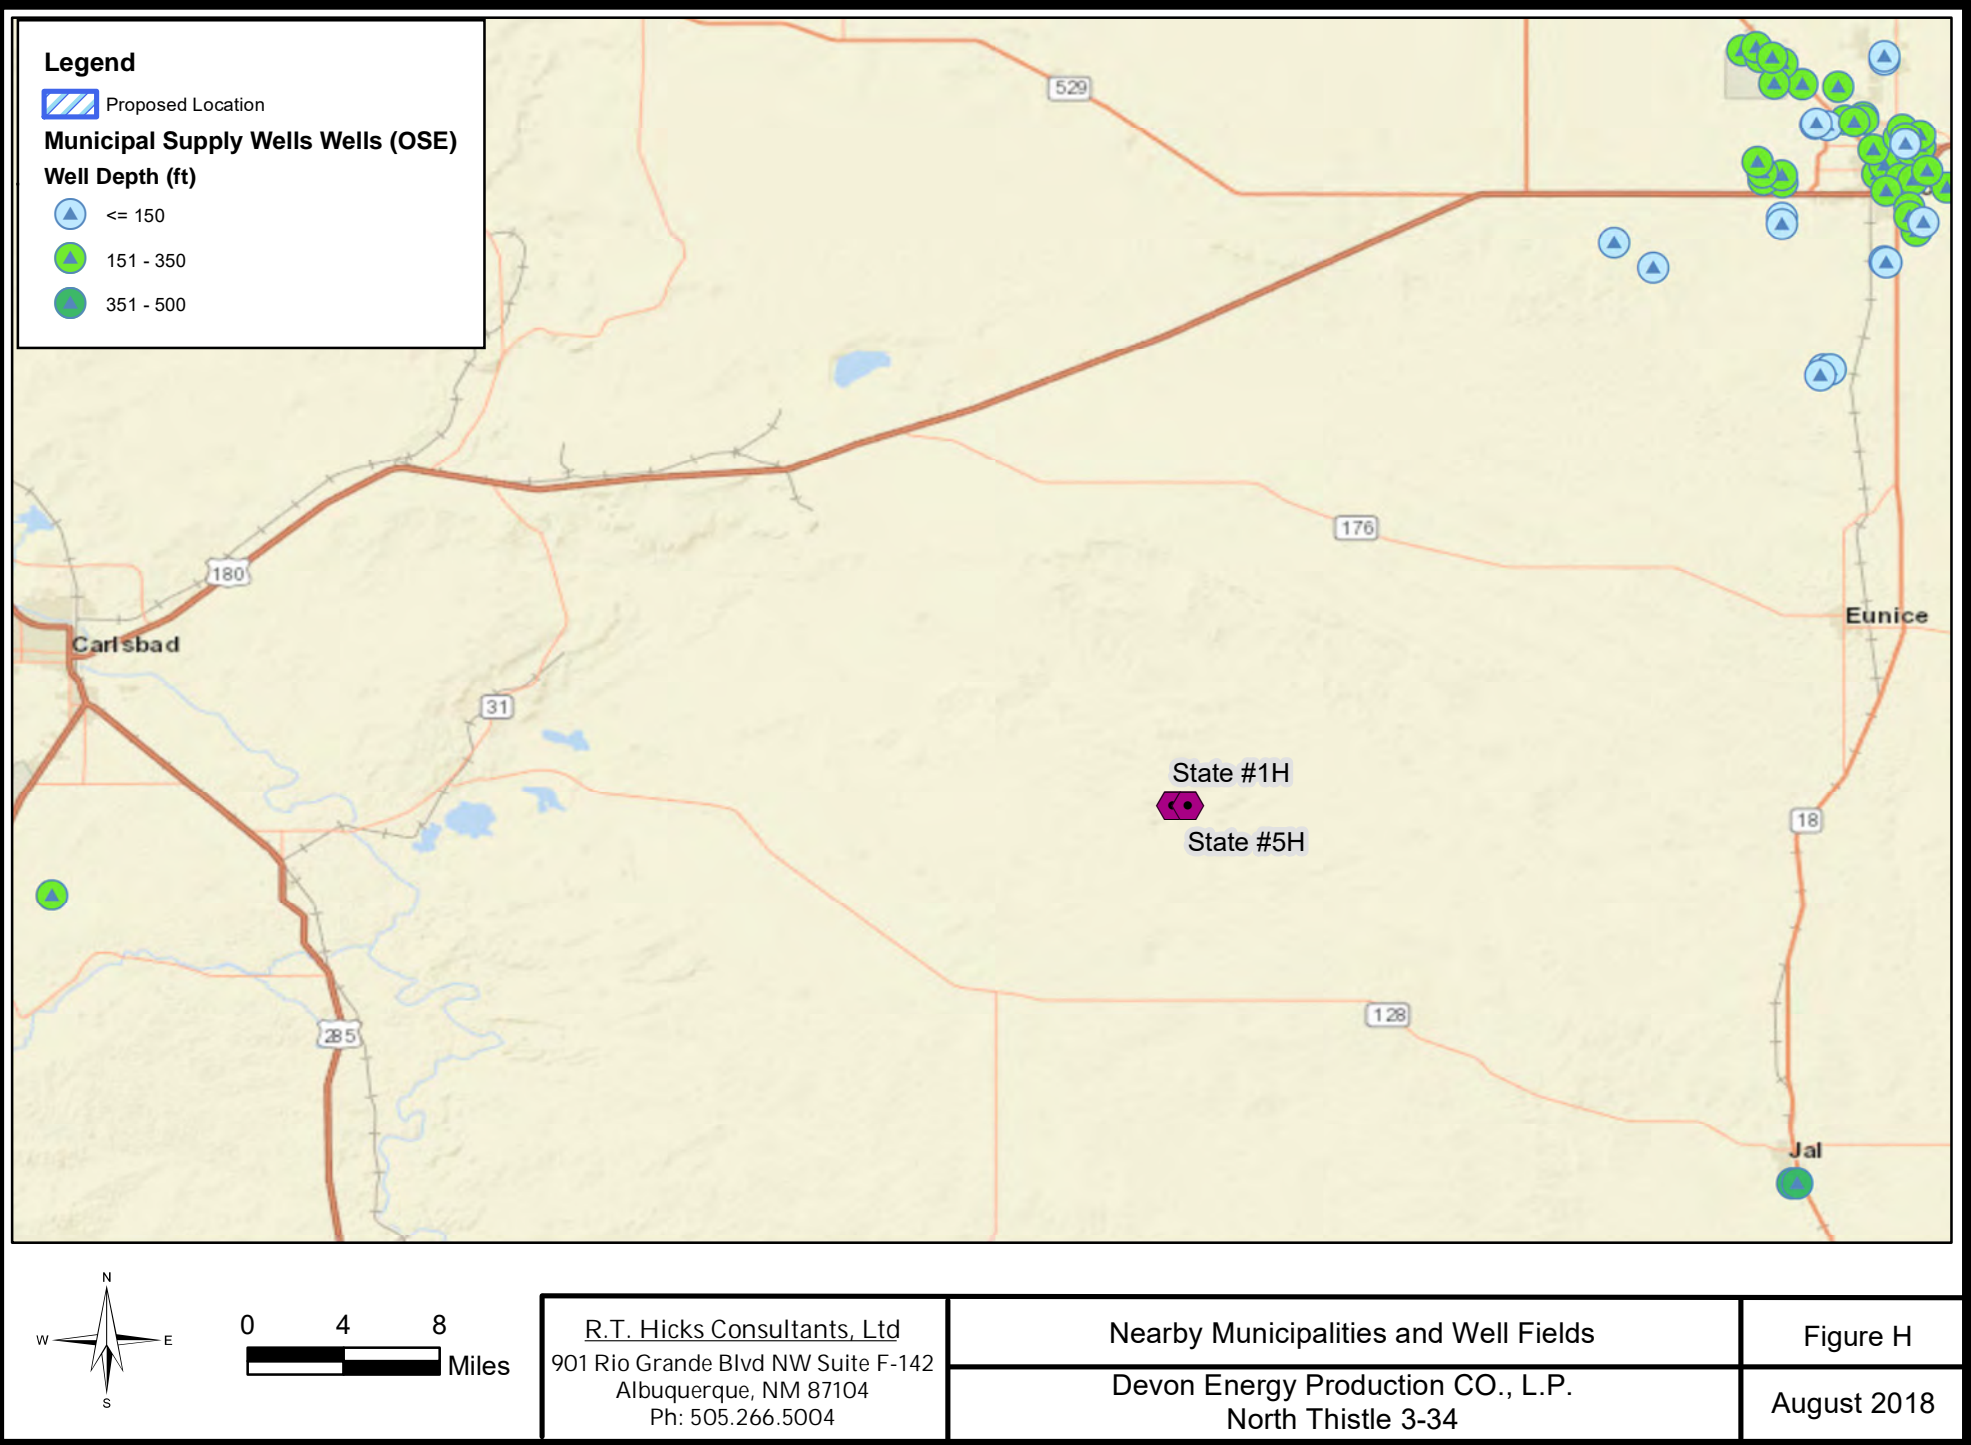 Legend
Proposed Location
Municipal Supply Wells Wells (OSE)
Well Depth (ft)
<= 150
151 - 350
351 - 500
529
176
180
Eunice
Carlsbad
31
State #1H
18
State #5H
128
285
Jal
N
W
E
S
0 4 8
Miles
R.T. Hicks Consultants, Ltd
901 Rio Grande Blvd NW Suite F-142
Albuquerque, NM 87104
Ph: 505.266.5004
Nearby Municipalities and Well Fields
Devon Energy Production CO., L.P.
North Thistle 3-34
Figure H
August 2018